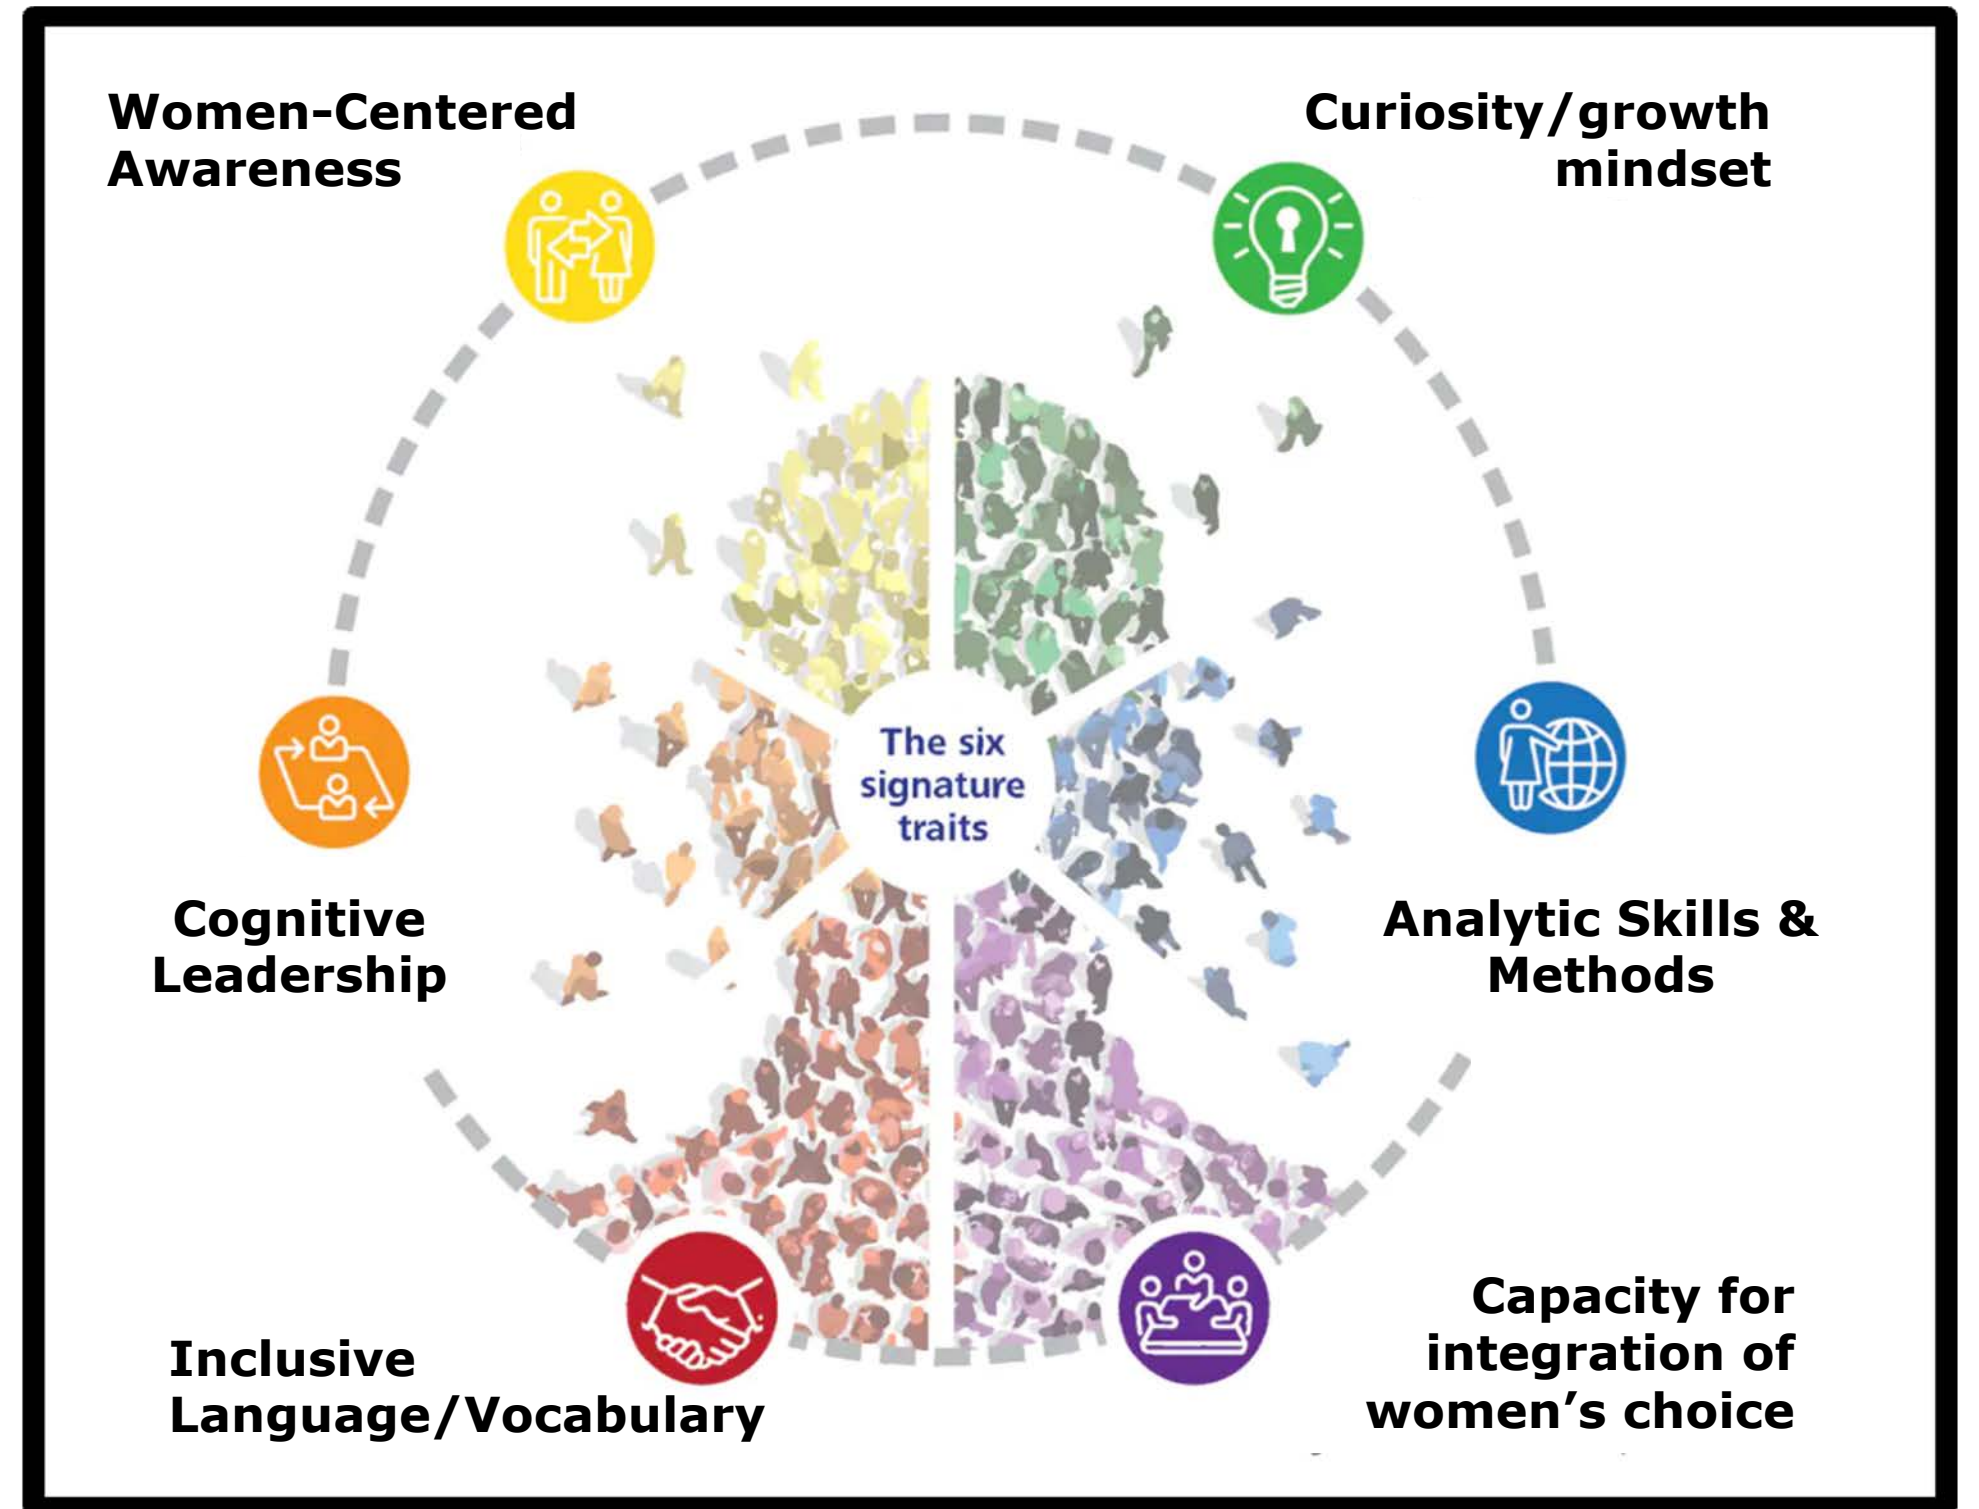 Women-Centered
Awareness
Curiosity/growth
mindset
The six
signature
traits
Cognitive
Leadership
Analytic Skills &
Methods
Inclusive
Language/Vocabulary
Capacity for
integration of
women’s choice